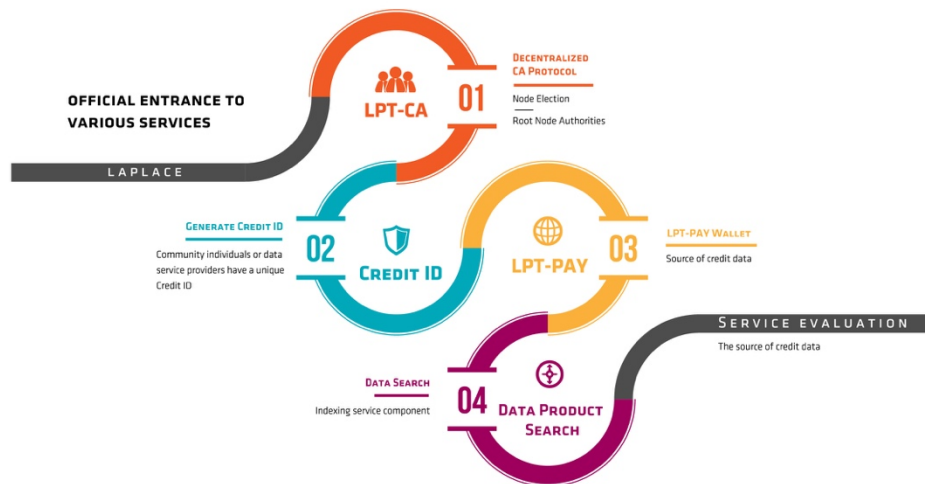 OFFICIAL ENTRANCE TO
VARIOUS SERVICES
LAPLACE
LPT-CA
01
DECENTRALIZED
CA PROTOCOL
Node Election
Root Node Authorities
GENERATE CREDIT ID
Community individuals or data
service providers have a unique
Credit ID
02
CREDIT ID
LPT-PAY
03
LPT-PAY WALLET
Source of credit data
DATA SEARCH
Indexing service component
04
DATA PRODUCT
SEARCH
SERVICE EVALUATION
The source of credit data